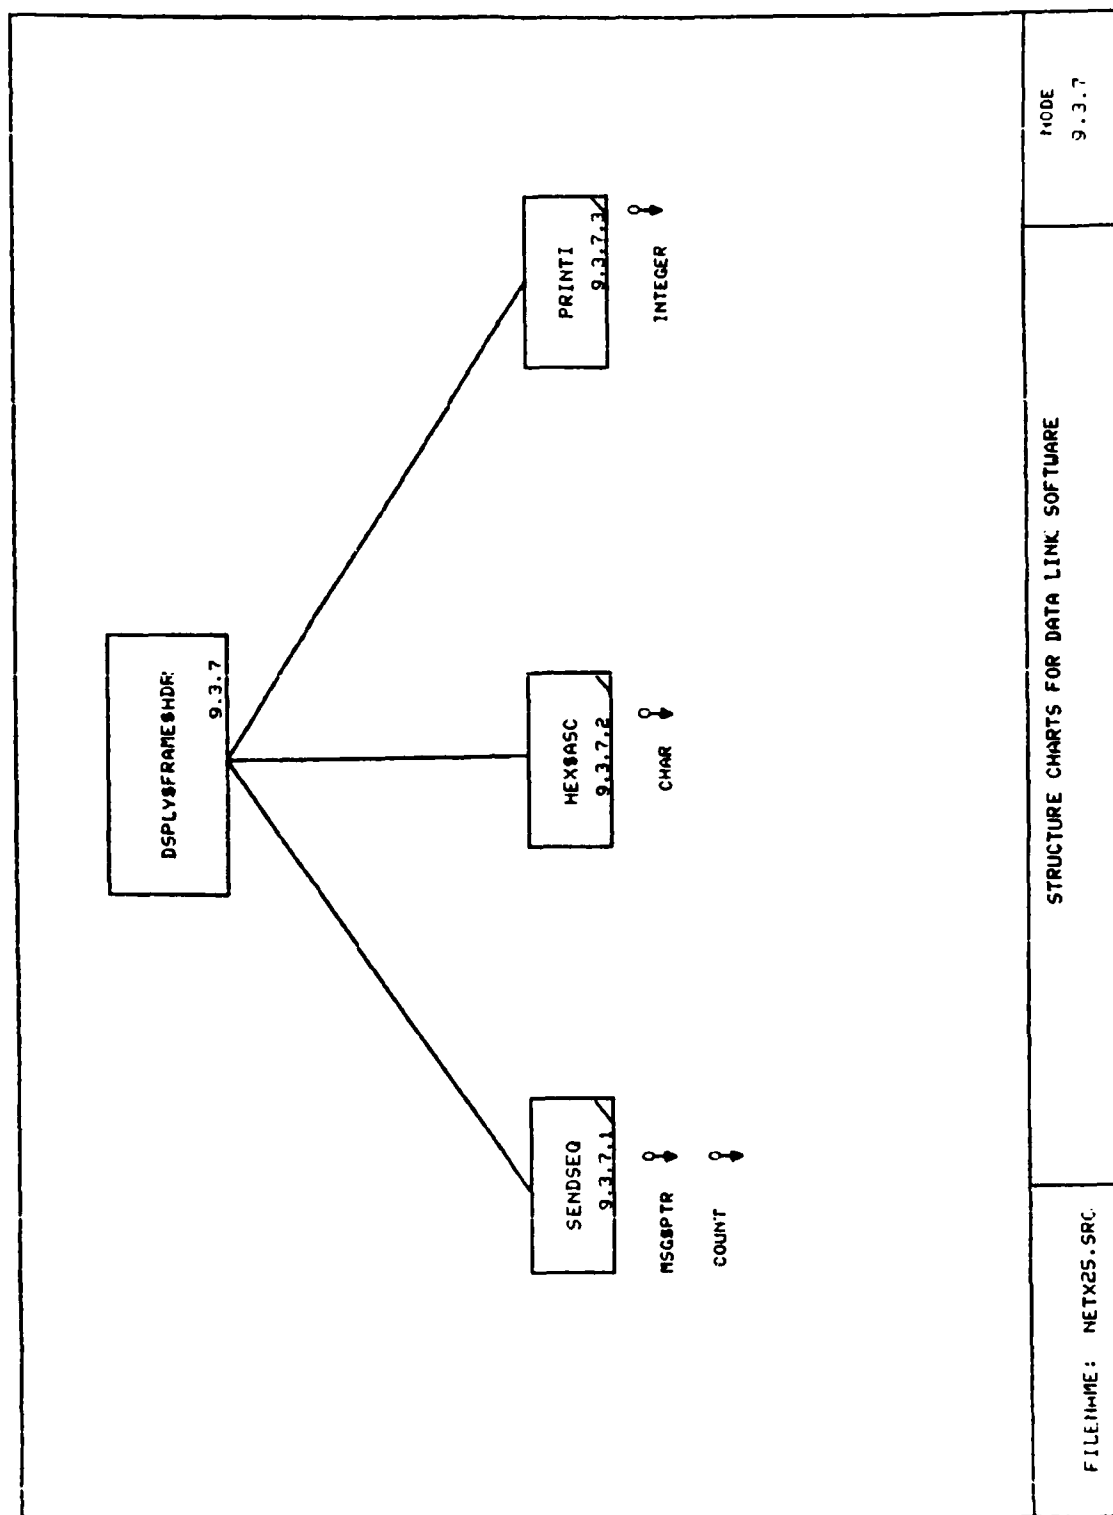 DSPLY$FRAME$HDR
9.3.7
SENDSEQ
9.3.7.1
HEX$ASC
9.3.7.2
PRINTI
9.3.7.3
MSG$PTR
COUNT
CHAR
INTEGER
FILENAME: NETX25.SRC
STRUCTURE CHARTS FOR DATA LINK SOFTWARE
NODE
9.3.7